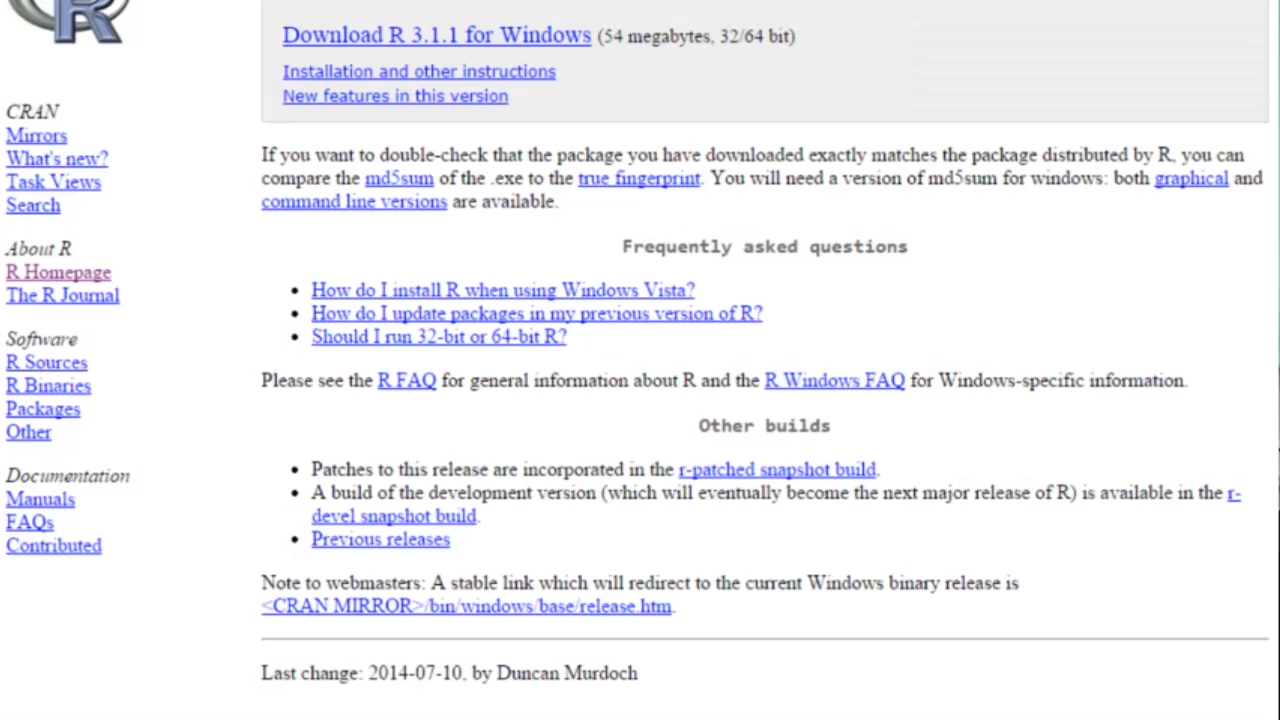 R
CRAN
Mirrors
What's new?
Task Views
Search
About R
R Homepage
The R Journal
Software
R Sources
R Binaries
Packages
Other
Documentation
Manuals
FAQs
Contributed
Download R 3.1.1 for Windows (54 megabytes, 32/64 bit)
Installation and other instructions
New features in this version
If you want to double-check that the package you have downloaded exactly matches the package distributed by R, you can
compare the md5sum of the .exe to the true fingerprint. You will need a version of md5sum for windows: both graphical and
command line versions are available.
Frequently asked questions
• How do I install R when using Windows Vista?
• How do I update packages in my previous version of R?
• Should I run 32-bit or 64-bit R?
Please see the R FAQ for general information about R and the R Windows FAQ for Windows-specific information.
Other builds
• Patches to this release are incorporated in the r-patched snapshot build.
• A build of the development version (which will eventually become the next major release of R) is available in the r-
devel snapshot build.
• Previous releases
Note to webmasters: A stable link which will redirect to the current Windows binary release is
<CRAN MIRROR>/bin/windows/base/release.htm.
Last change: 2014-07-10, by Duncan Murdoch